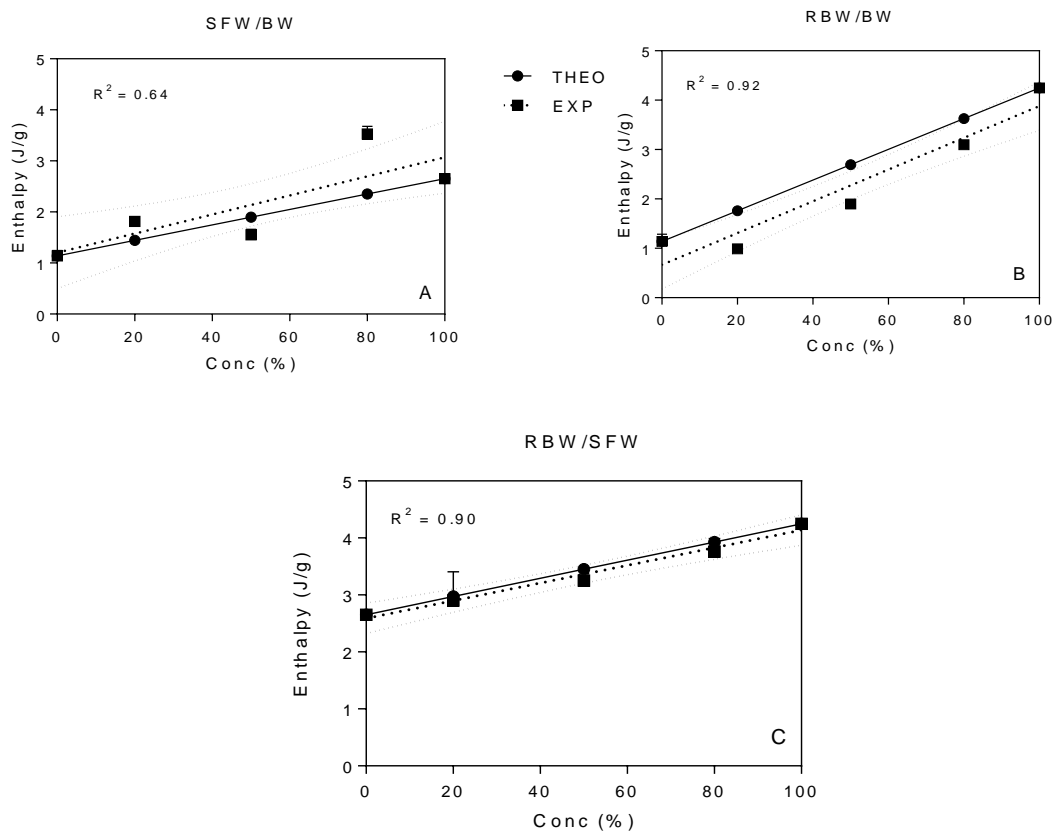 SFW/BW
5
4
3
2
1
0
R² = 0.64
Enthalpy (J/g)
A
0 20 40 60 80 100
Conc (%)
THEO
EXP
RBW/BW
5
4
3
2
1
0
R² = 0.92
Enthalpy (J/g)
B
0 20 40 60 80 100
Conc (%)
RBW/SFW
5
4
3
2
1
0
R² = 0.90
Enthalpy (J/g)
C
0 20 40 60 80 100
Conc (%)